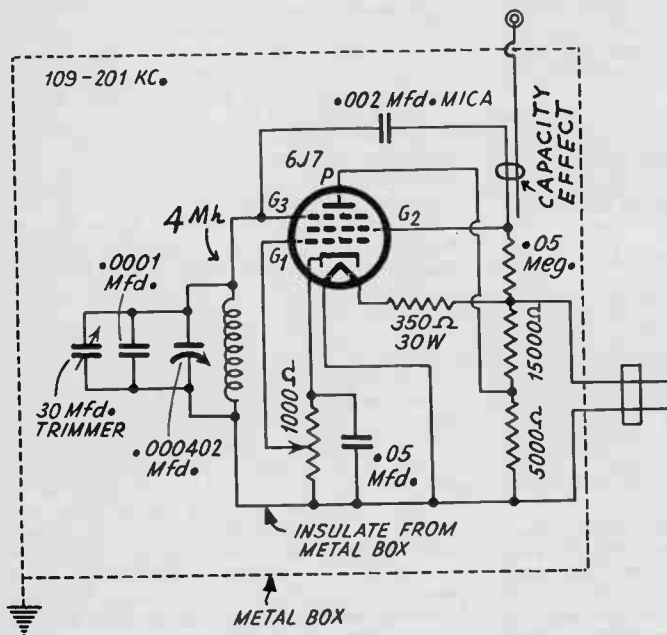 109-201 KC.
.002 Mfd. MICA
CAPACITY
EFFECT
6J7
P
G3
G2
G1
4 Mh
.0001
Mfd.
.05
Meg.
350Ω
30W
15000Ω
1000Ω
30 Mfd.
TRIMMER
.000402
Mfd.
.05
Mfd.
5000Ω
INSULATE FROM
METAL BOX
METAL BOX